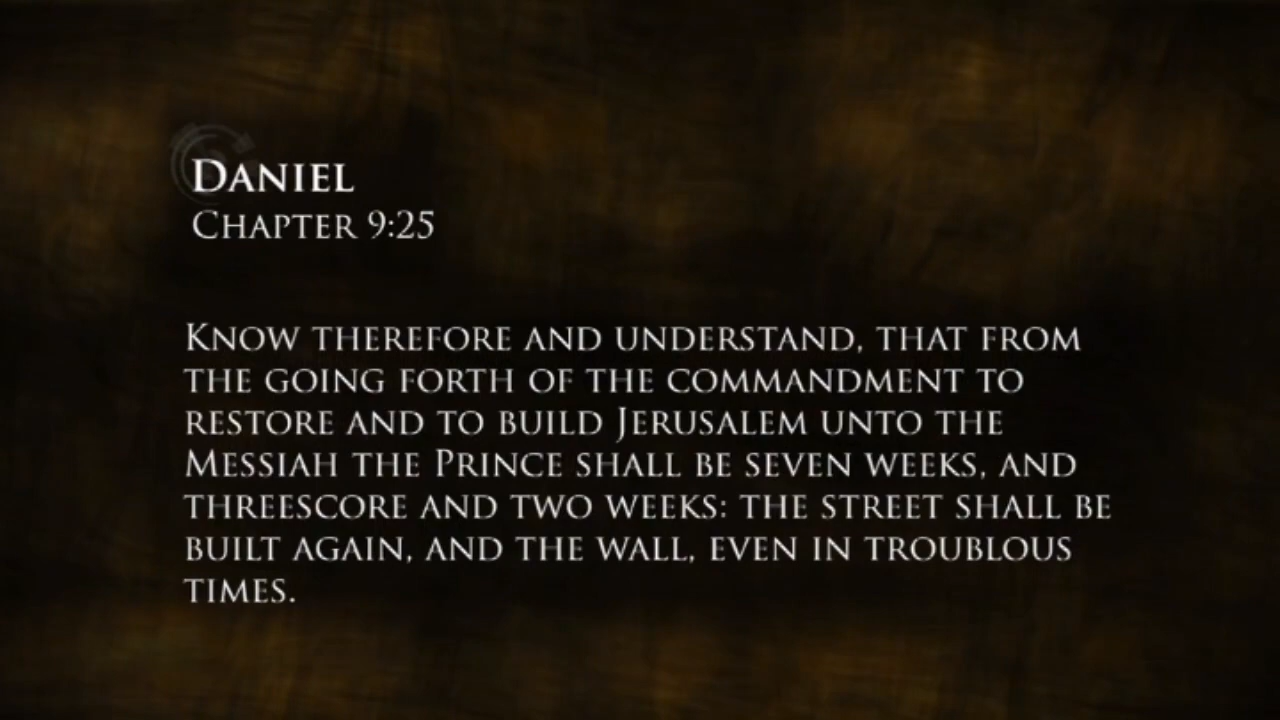 Daniel
Chapter 9:25
Know therefore and understand, that from
the going forth of the commandment to
restore and to build Jerusalem unto the
Messiah the Prince shall be seven weeks, and
threescore and two weeks: the street shall be
built again, and the wall, even in troublous
times.